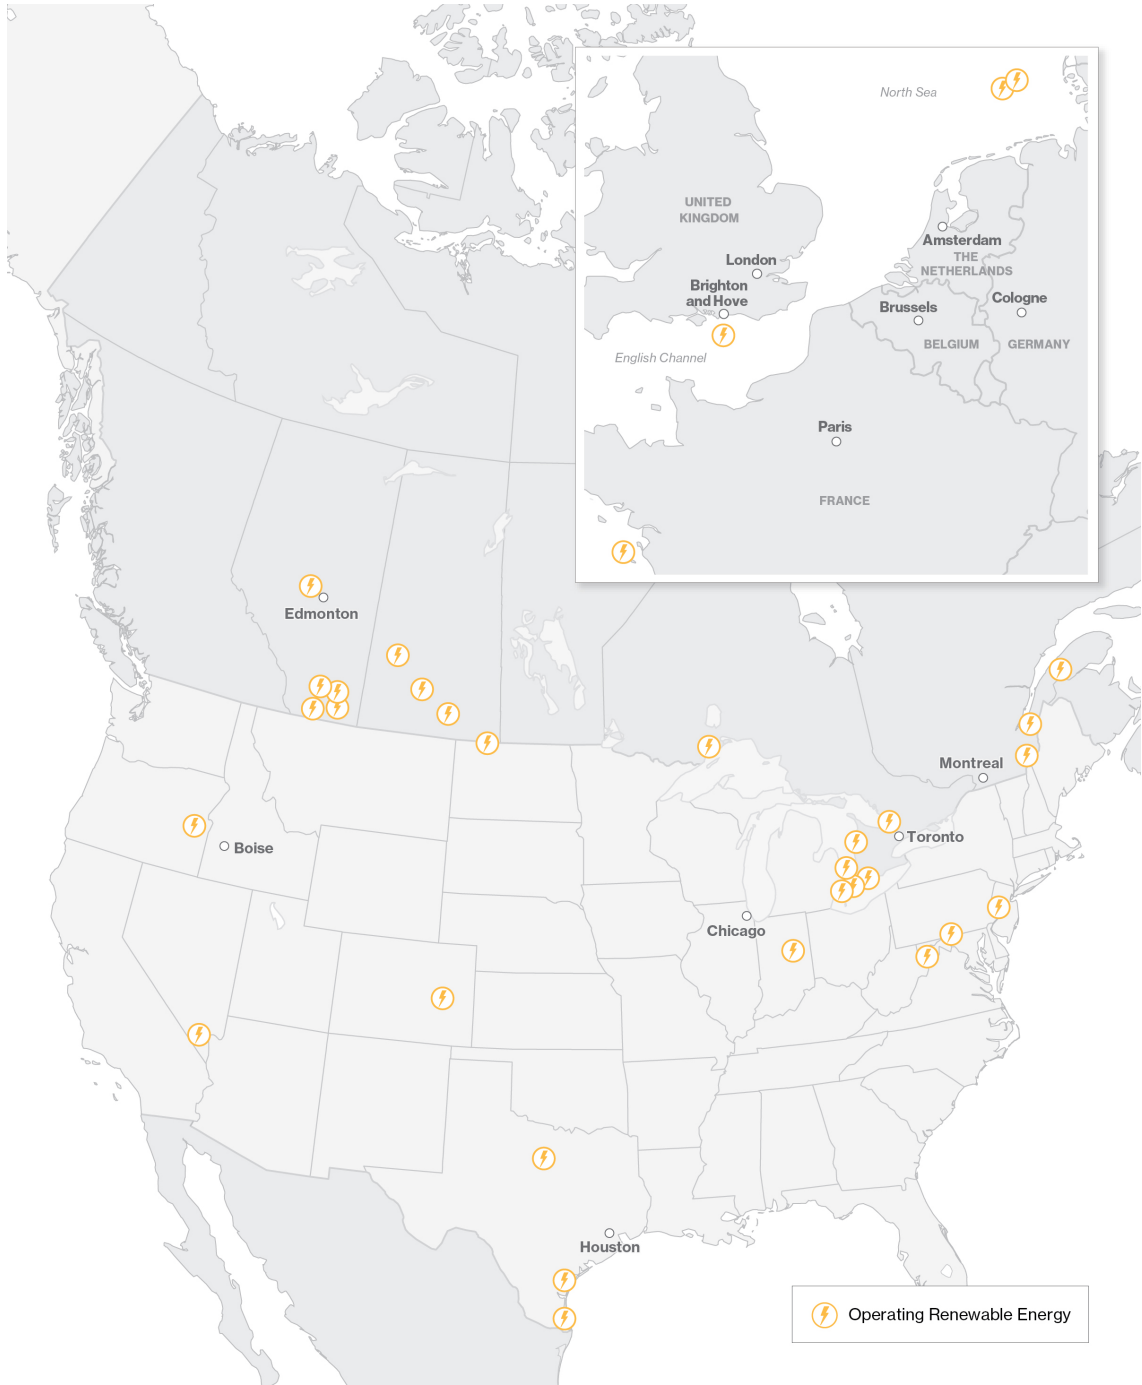 North Sea
UNITED
KINGDOM
Amsterdam
THE
NETHERLANDS
London
Brighton
and Hove
Brussels
Cologne
English Channel
BELGIUM
GERMANY
Paris
FRANCE
Edmonton
Montreal
Toronto
Boise
Chicago
Houston
Operating Renewable Energy